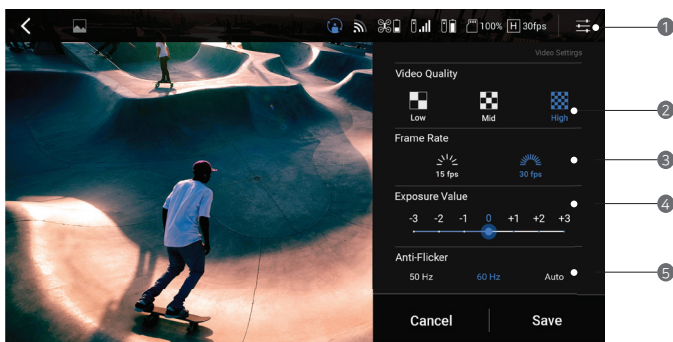 100% H 30fps
1
Video Settings
Video Quality
Low Mid High
2
Frame Rate
15 fps 30 fps
3
Exposure Value
4
-3 -2 -1 0 +1 +2 +3
Anti-Flicker
50 Hz 60 Hz Auto
5
Cancel Save